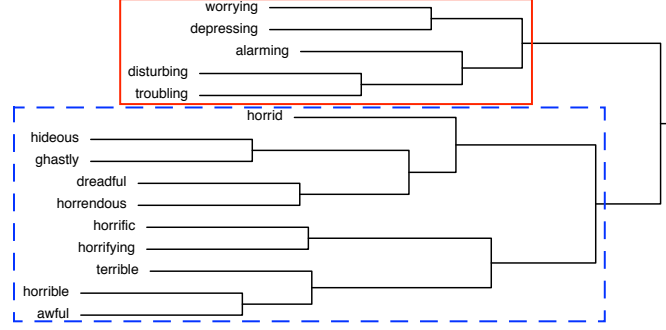 worrying
depressing
alarming
disturbing
troubling
horrid
hideous
ghastly
dreadful
horrendous
horrific
horrifying
terrible
horrible
awful